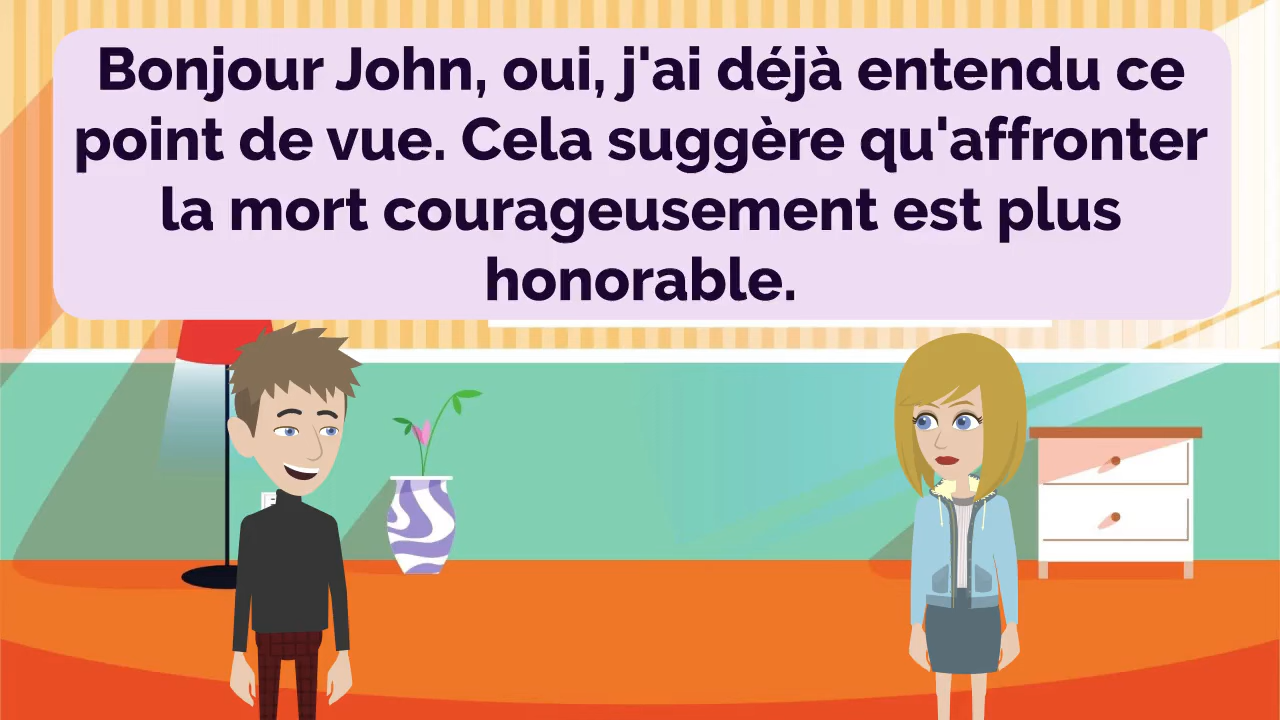 Bonjour John, oui, j'ai déjà entendu ce
point de vue. Cela suggère qu'affronter
la mort courageusement est plus
honorable.